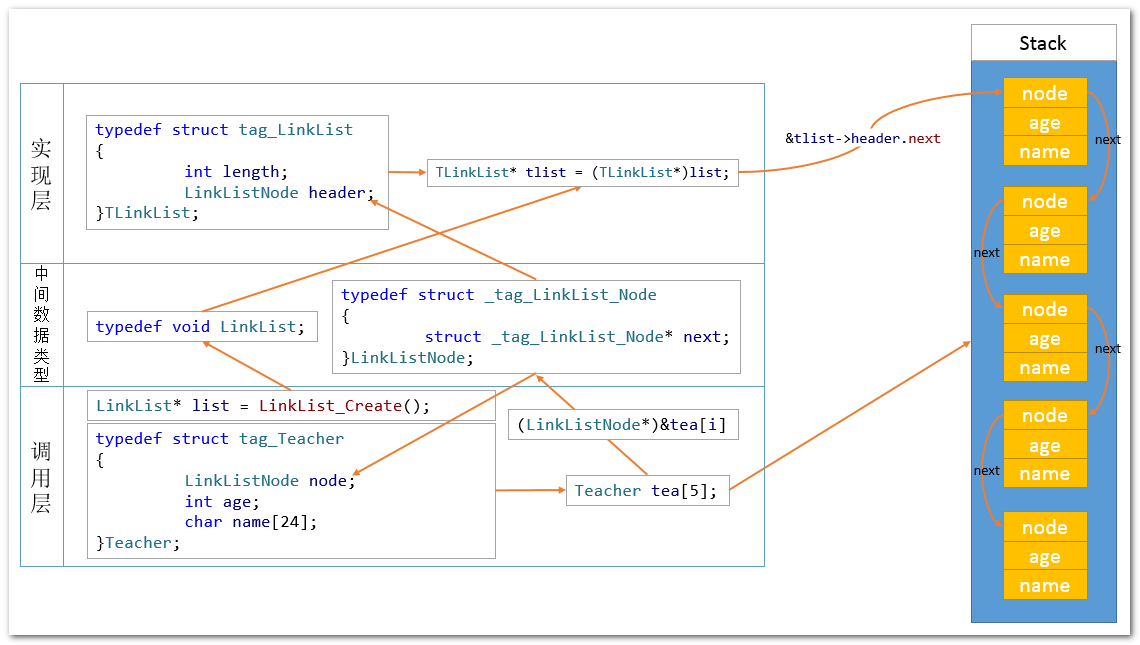 Stack
实现层
typedef struct tag_LinkList
{
int length;
LinkListNode header;
}TLinkList;
TLinkList* tlist = (TLinkList*)list;
&tlist->header.next
中间数据类型
typedef void LinkList;
typedef struct _tag_LinkList_Node
{
struct _tag_LinkList_Node* next;
}LinkListNode;
调用层
LinkList* list = LinkList_Create();
typedef struct tag_Teacher
{
LinkListNode node;
int age;
char name[24];
}Teacher;
(LinkListNode*)&tea[i]
Teacher tea[5];
node
age
name
next
node
age
name
next
node
age
name
next
node
age
name
next
node
age
name